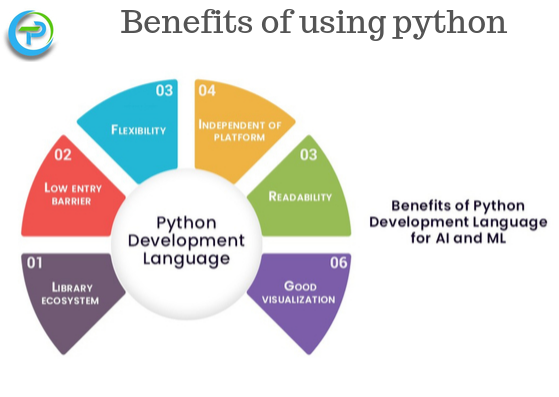 Benefits of using python
01
LIBRARY
ECOSYSTEM
02
LOW ENTRY
BARRIER
03
FLEXIBILITY
04
INDEPENDENT OF
PLATFORM
03
READABILITY
06
GOOD
VISUALIZATION
Python
Development
Language
Benefits of Python
Development Language
for AI and ML